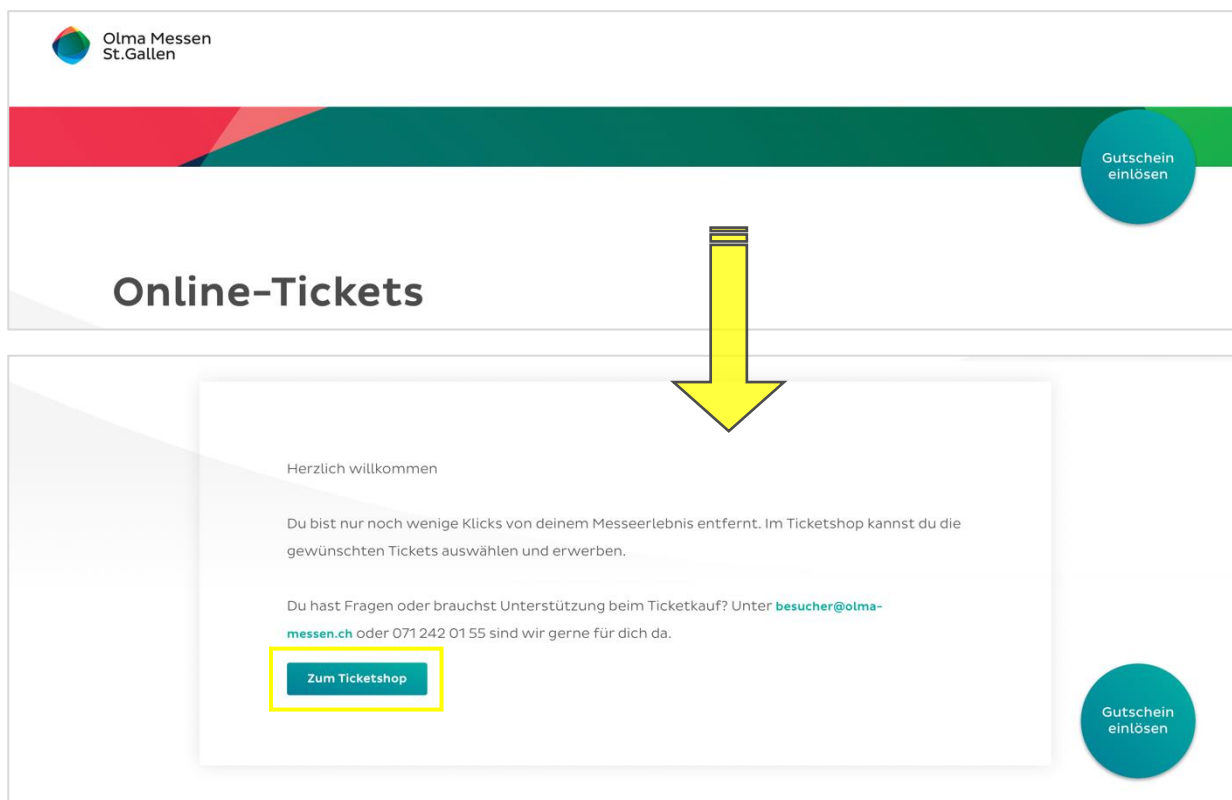 Olma Messen
St.Gallen
Gutschein
einlösen
Online-Tickets
Herzlich willkommen
Du bist nur noch wenige Klicks von deinem Messeerlebnis entfernt. Im Ticketshop kannst du die
gewünschten Tickets auswählen und erwerben.
Du hast Fragen oder brauchst Unterstützung beim Ticketkauf? Unter besucher@olma-
messen.ch oder 071 242 01 55 sind wir gerne für dich da.
Zum Ticketshop
Gutschein
einlösen